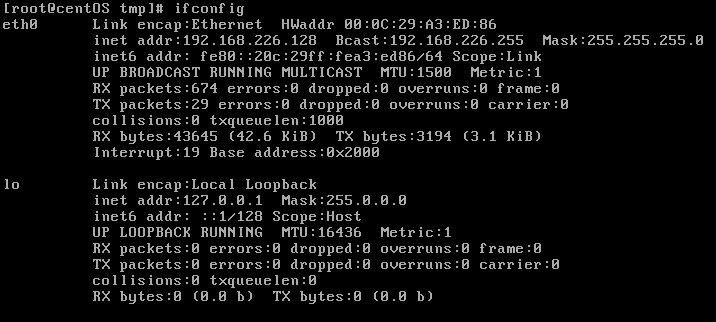 [root@centOS tmp]# ifconfig
eth0 Link encap:Ethernet HWaddr 00:0C:29:A3:ED:86
inet addr:192.168.226.128 Bcast:192.168.226.255 Mask:255.255.255.0
inet6 addr: fe80::20c:29ff:fea3:ed86/64 Scope:Link
UP BROADCAST RUNNING MULTICAST MTU:1500 Metric:1
RX packets:674 errors:0 dropped:0 overruns:0 frame:0
TX packets:29 errors:0 dropped:0 overruns:0 carrier:0
collisions:0 txqueuelen:1000
RX bytes:43645 (42.6 KiB) TX bytes:3194 (3.1 KiB)
Interrupt:19 Base address:0x2000
lo Link encap:Local Loopback
inet addr:127.0.0.1 Mask:255.0.0.0
inet6 addr: ::1/128 Scope:Host
UP LOOPBACK RUNNING MTU:16436 Metric:1
RX packets:0 errors:0 dropped:0 overruns:0 frame:0
TX packets:0 errors:0 dropped:0 overruns:0 carrier:0
collisions:0 txqueuelen:0
RX bytes:0 (0.0 b) TX bytes:0 (0.0 b)